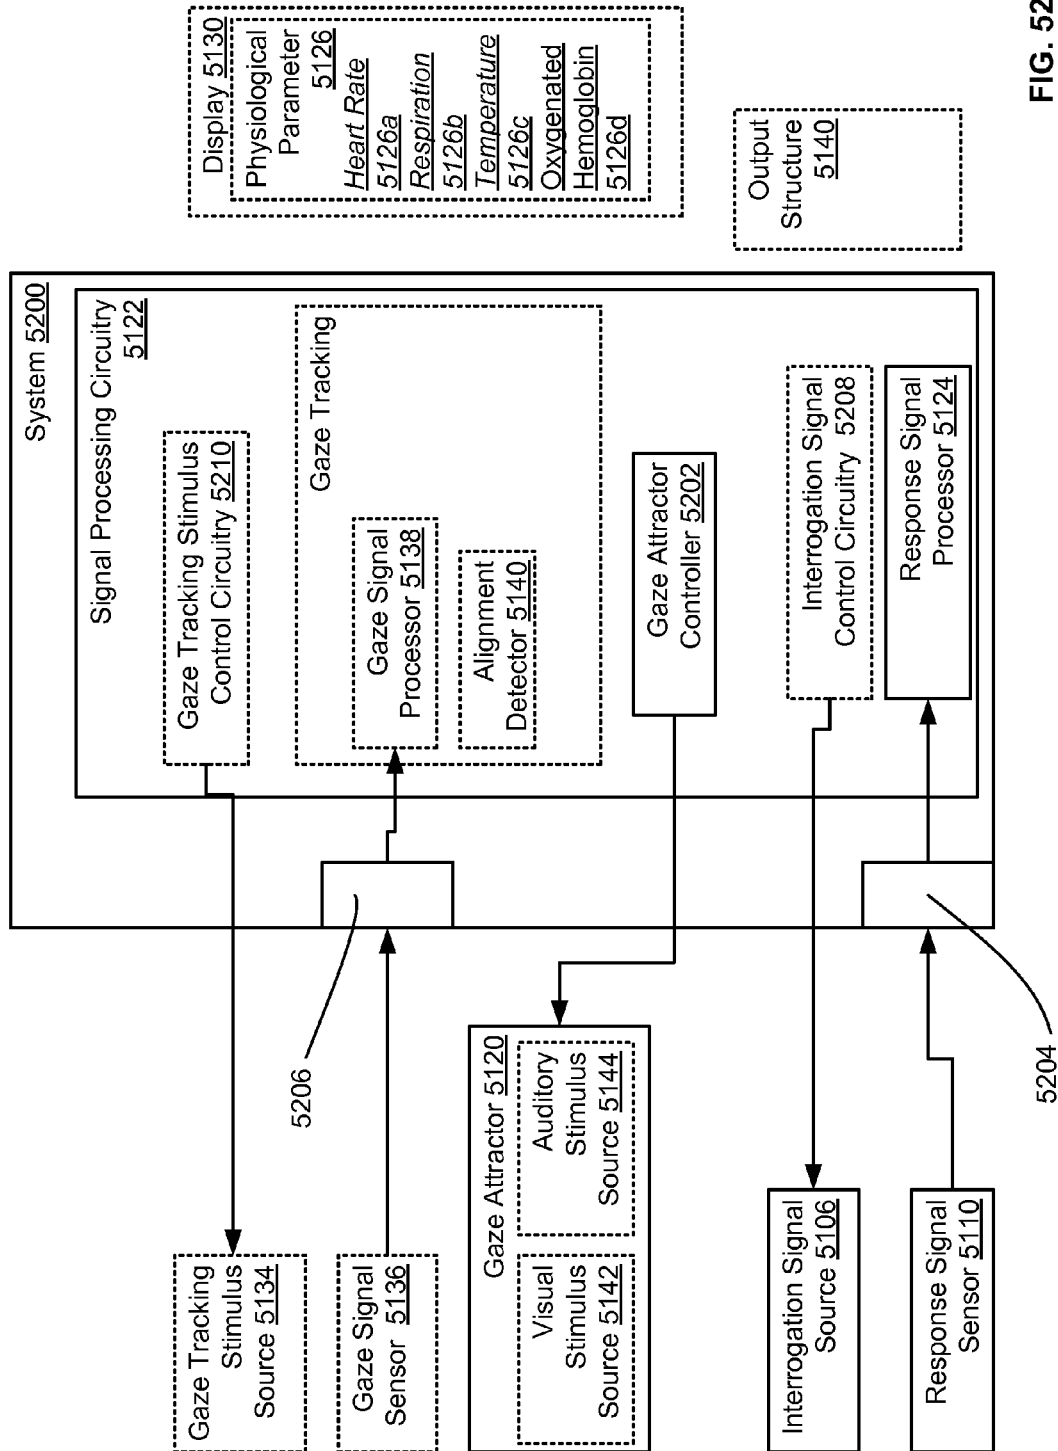 System 5200
Signal Processing Circuitry
5122
Gaze Tracking Stimulus
Control Circuitry 5210
Gaze Tracking
Gaze Signal
Processor 5138
Alignment
Detector 5140
Gaze Attractor
Controller 5202
Interrogation Signal
Control Circuitry 5208
Response Signal
Processor 5124
Display 5130
Physiological
Parameter
5126
Heart Rate
5126a
Respiration
5126b
Temperature
5126c
Oxygenated
Hemoglobin
5126d
Output
Structure
5140
Gaze Tracking
Stimulus
Source 5134
Gaze Signal
Sensor 5136
5206
Gaze Attractor 5120
Visual
Stimulus
Source 5142
Auditory
Stimulus
Source 5144
Interrogation Signal
Source 5106
Response Signal
Sensor 5110
5204
FIG. 52